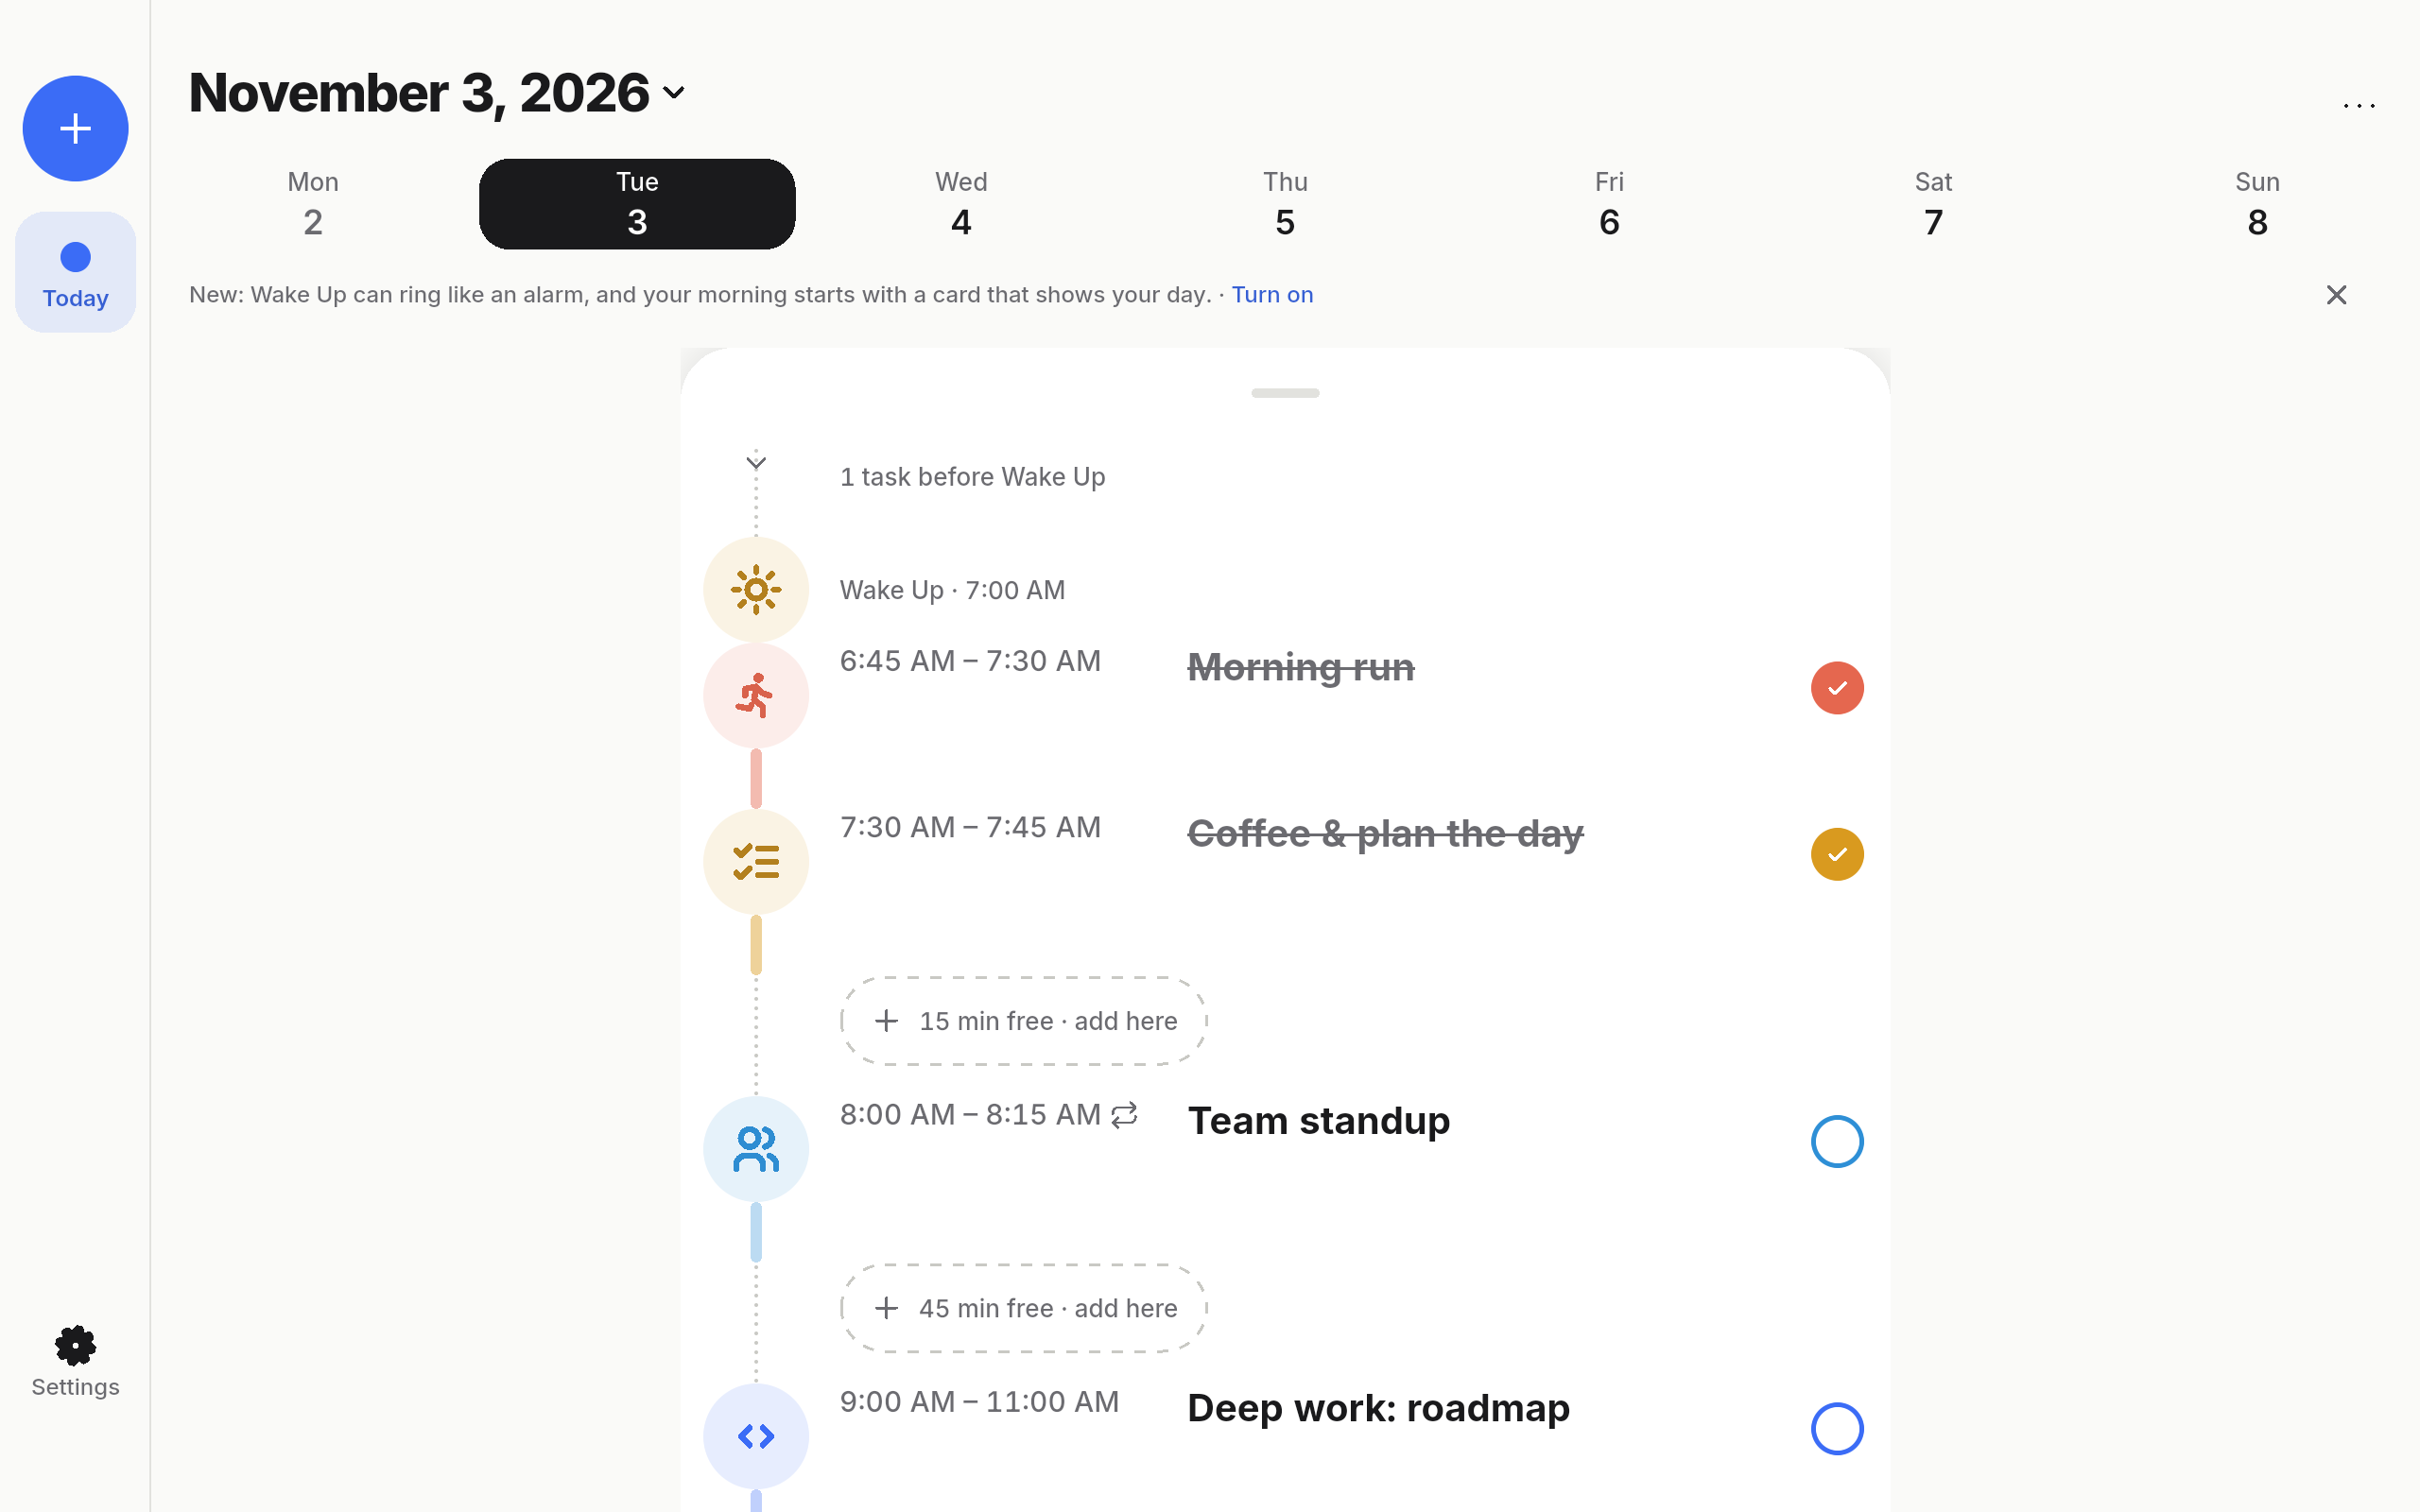 November 3, 2026
...
Mon
2
Tue
3
Wed
4
Thu
5
Fri
6
Sat
7
Sun
8
Today
New: Wake Up can ring like an alarm, and your morning starts with a card that shows your day. · Turn on
1 task before Wake Up
Wake Up · 7:00 AM
6:45 AM – 7:30 AM Morning run
7:30 AM – 7:45 AM Coffee & plan the day
15 min free · add here
8:00 AM – 8:15 AM Team standup
45 min free · add here
9:00 AM – 11:00 AM Deep work: roadmap
Settings